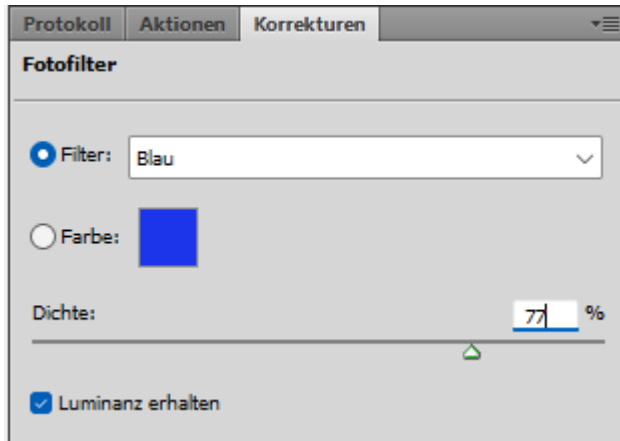 Protokoll Aktionen Korrekturen
Fotofilter
Filter: Blau
Farbe:
Dichte: 77 %
Luminanz erhalten